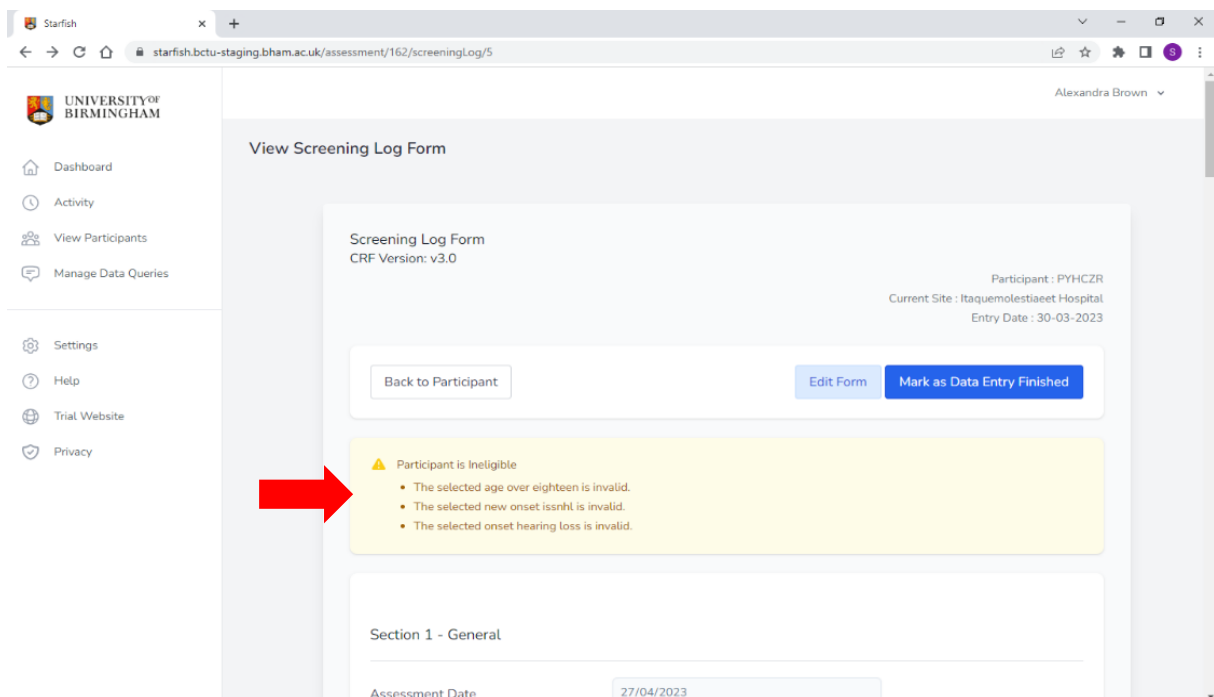 Starfish
starfish.bctu-staging.bham.ac.uk/assessment/162/screeningLog/5
S
UNIVERSITY OF
BIRMINGHAM
Alexandra Brown
Dashboard
Activity
View Participants
Manage Data Queries
Settings
Help
Trial Website
Privacy
View Screening Log Form
Screening Log Form
CRF Version: v3.0
Participant : PYHCZR
Current Site : Itaquemolestiaeet Hospital
Entry Date : 30-03-2023
Back to Participant
Edit Form
Mark as Data Entry Finished
Participant is Ineligible
• The selected age over eighteen is invalid.
• The selected new onset issnhl is invalid.
• The selected onset hearing loss is invalid.
Section 1 - General
Assessment Date
27/04/2023